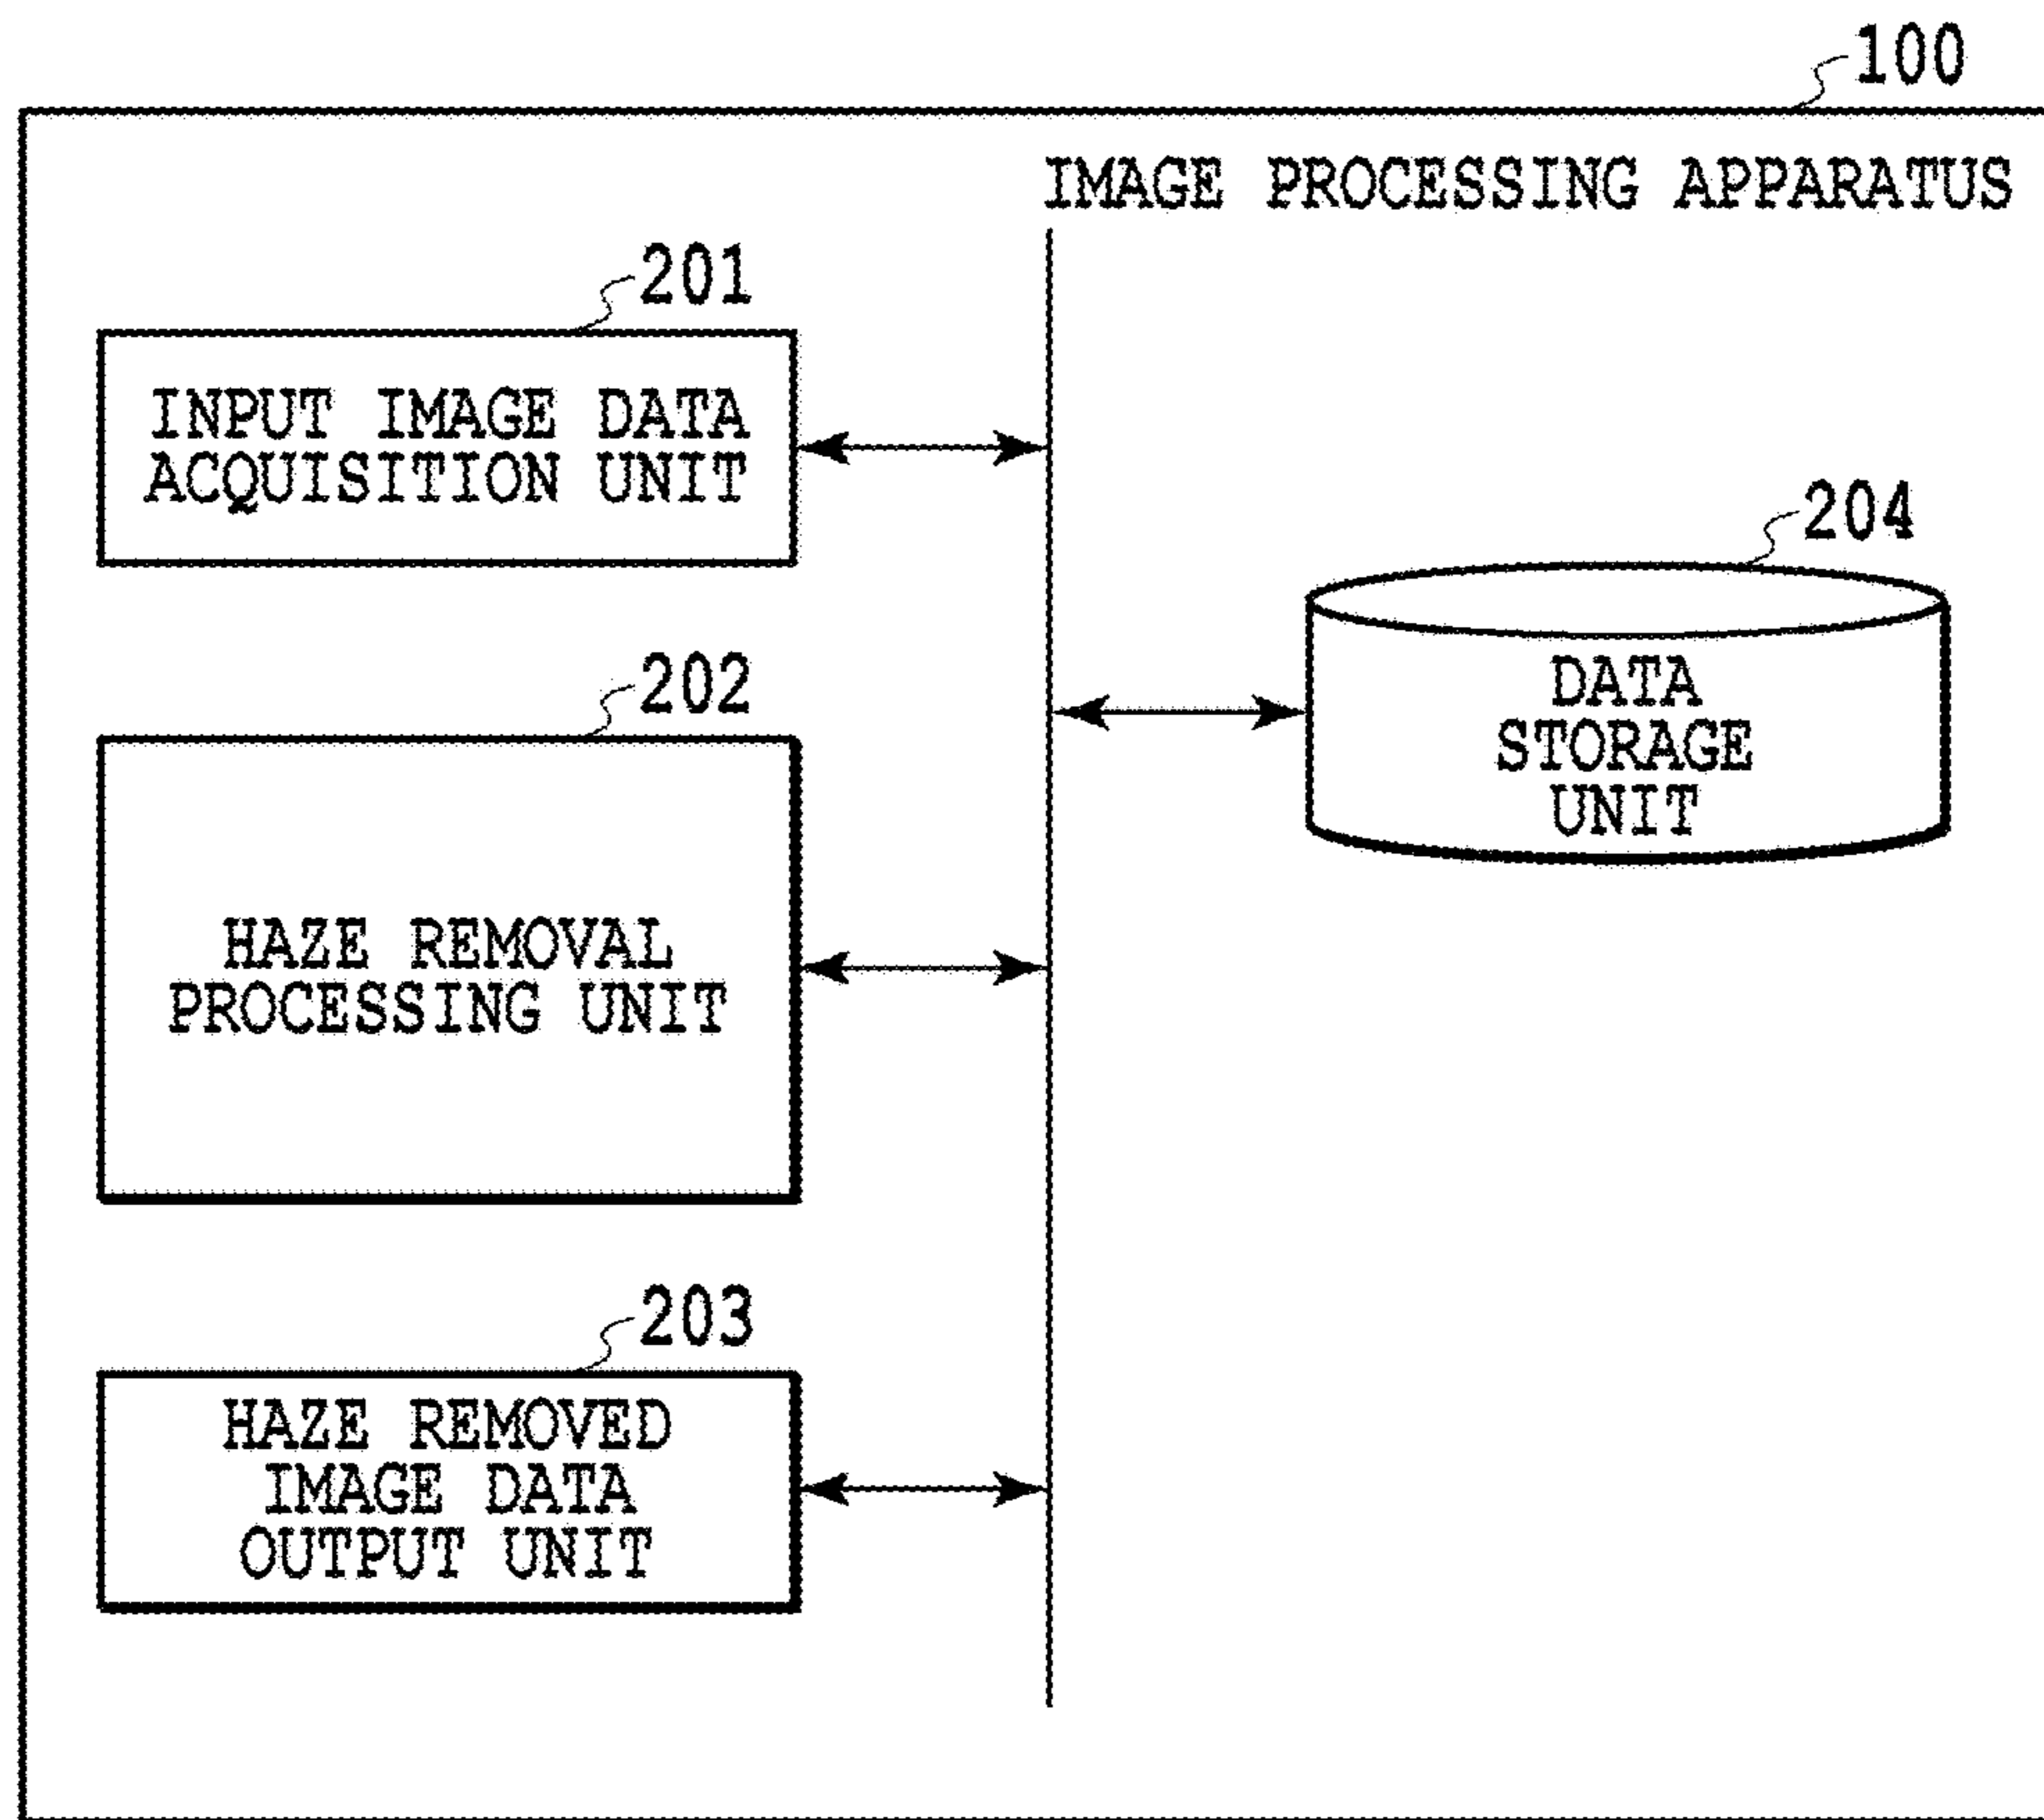 100
IMAGE PROCESSING APPARATUS
201
INPUT IMAGE DATA
ACQUISITION UNIT
204
DATA
STORAGE
UNIT
202
HAZE REMOVAL
PROCESSING UNIT
203
HAZE REMOVED
IMAGE DATA
OUTPUT UNIT